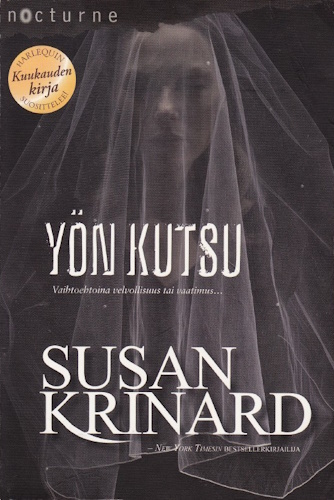 nocturne
HARLEQUIN
Kuukauden
kirja
SUOSITTELEE!
YÖN KUTSU
Vaihtoehtoina velvollisuus tai vaatimus...
SUSAN
KRINARD
– NEW YORK TIMESIN BESTSELLERKIRJAILIJA